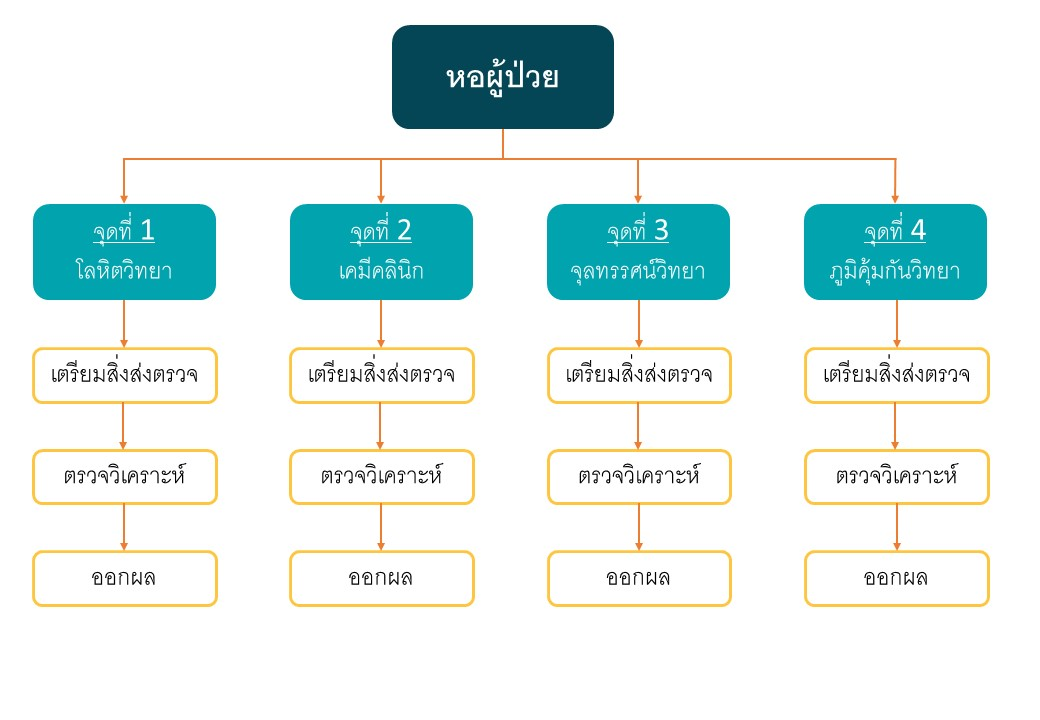 หอผู้ป่วย
จุดที่ 1
โลหิตวิทยา
เตรียมสิ่งส่งตรวจ
ตรวจวิเคราะห์
ออกผล
จุดที่ 2
เคมีคลินิก
เตรียมสิ่งส่งตรวจ
ตรวจวิเคราะห์
ออกผล
จุดที่ 3
จุลทรรศน์วิทยา
เตรียมสิ่งส่งตรวจ
ตรวจวิเคราะห์
ออกผล
จุดที่ 4
ภูมิคุ้มกันวิทยา
เตรียมสิ่งส่งตรวจ
ตรวจวิเคราะห์
ออกผล